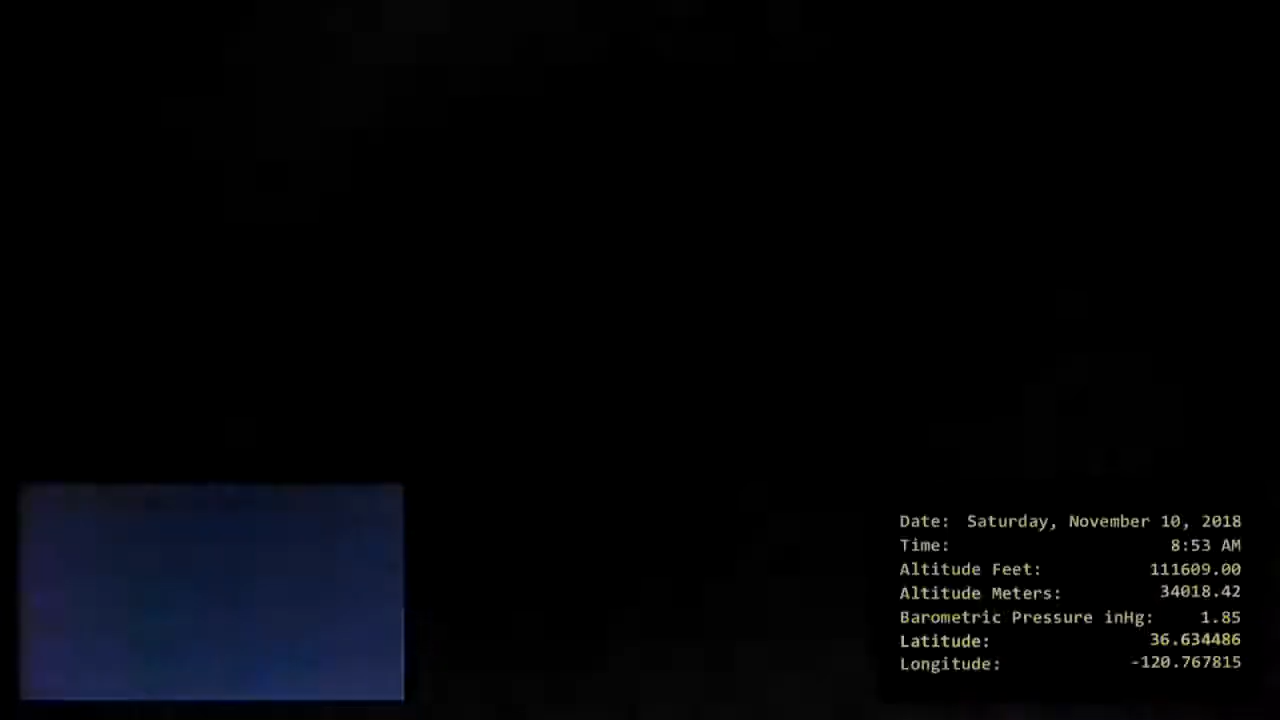 Date: Saturday, November 10, 2018
Time: 8:53 AM
Altitude Feet: 111609.00
Altitude Meters: 34018.42
Barometric Pressure inHg: 1.85
Latitude: 36.634486
Longitude: -120.767815